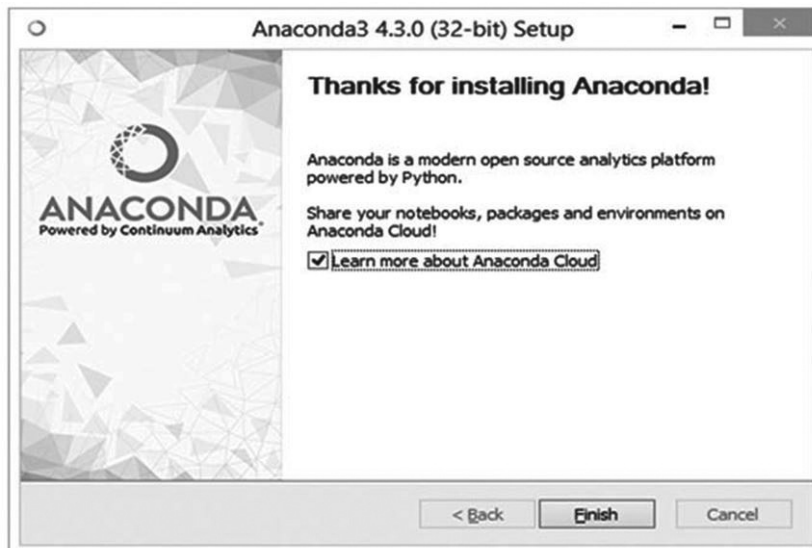 Anaconda3 4.3.0 (32-bit) Setup
Thanks for installing Anaconda!
ANACONDA
Powered by Continuum Analytics
Anaconda is a modern open source analytics platform
powered by Python.
Share your notebooks, packages and environments on
Anaconda Cloud!
Learn more about Anaconda Cloud
< Back
Finish
Cancel